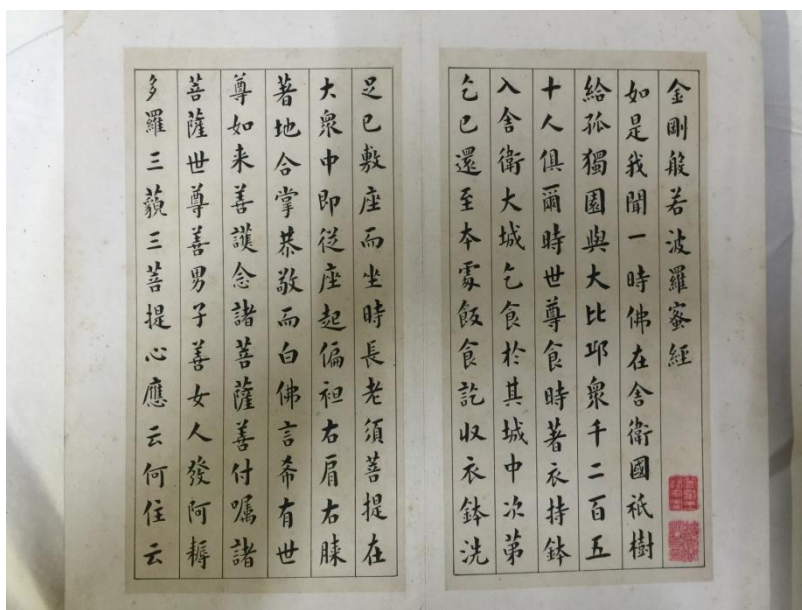 金剛般若波羅蜜經
如是我聞一時佛在舍衛國祇樹
給孤獨園與大比邱衆千二百五
十人俱爾時世尊食時著衣持鉢
入舍衛大城乞食於其城中次第
乞已還至本處飯食訖收衣鉢洗
足已敷座而坐時長老須菩提在
大衆中即從座起偏袒右肩右膝
著地合掌恭敬而白佛言希有世
尊如来善護念諸菩薩善付囑諸
菩薩世尊善男子善女人發阿耨
多羅三藐三菩提心應云何住云